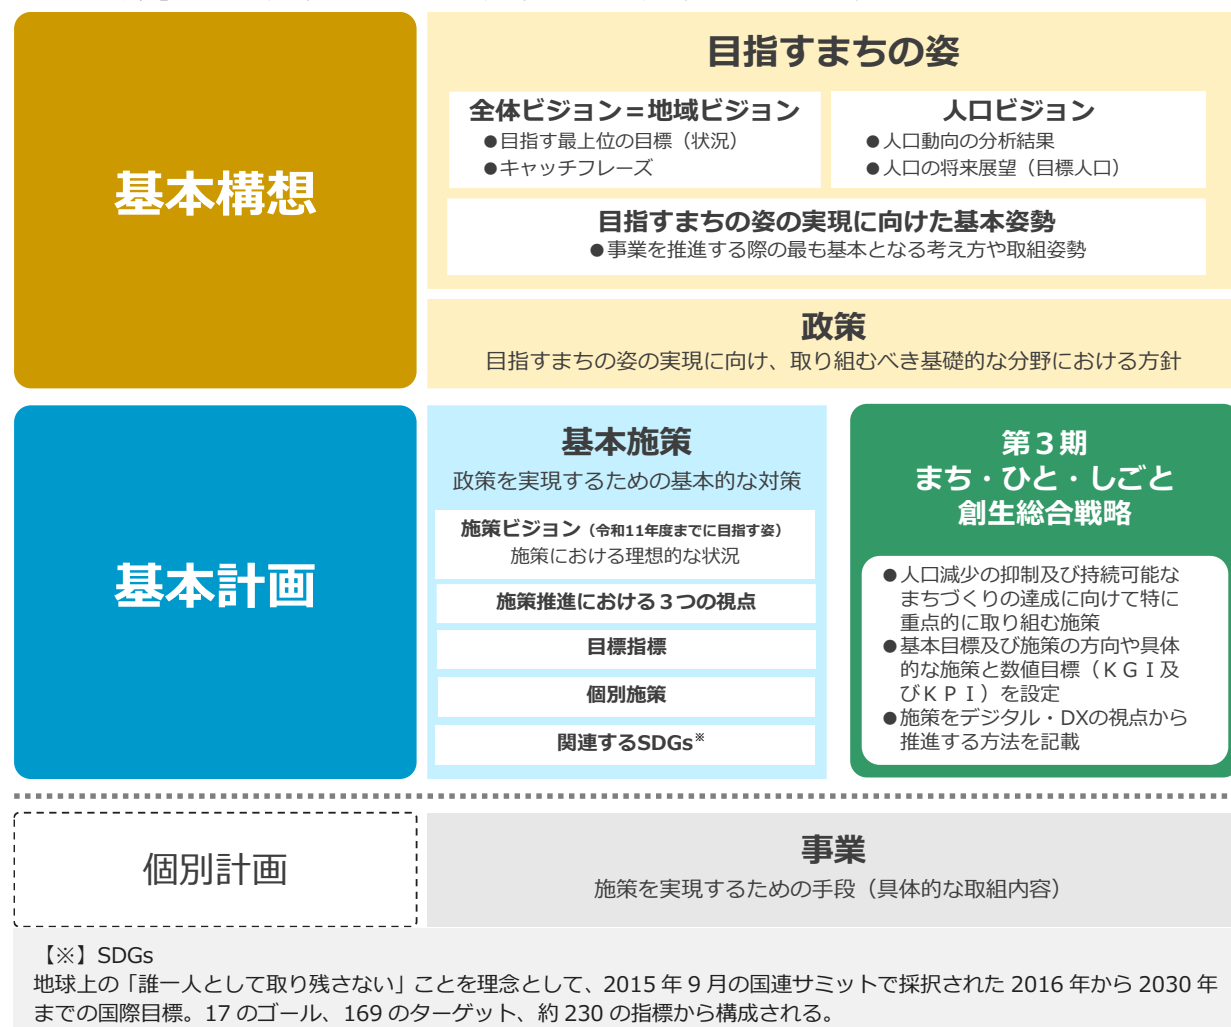 基本構想
目指すまちの姿
全体ビジョン＝地域ビジョン
●目指す最上位の目標（状況）
●キャッチフレーズ
人口ビジョン
●人口動向の分析結果
●人口の将来展望（目標人口）
目指すまちの姿の実現に向けた基本姿勢
●事業を推進する際の最も基本となる考え方や取組姿勢
政策
目指すまちの姿の実現に向け、取り組むべき基礎的な分野における方針
基本計画
基本施策
政策を実現するための基本的な対策
施策ビジョン（令和11年度までに目指す姿）
施策における理想的な状況
施策推進における３つの視点
目標指標
個別施策
関連するSDGs※
第３期
まち・ひと・しごと
創生総合戦略
●人口減少の抑制及び持続可能な
まちづくりの達成に向けて特に
重点的に取り組む施策
●基本目標及び施策の方向や具体
的な施策と数値目標（ＫＧＩ及
びＫＰＩ）を設定
●施策をデジタル・DXの視点から
推進する方法を記載
個別計画
事業
施策を実現するための手段（具体的な取組内容）
【※】SDGs
地球上の「誰一人として取り残さない」ことを理念として、2015 年 9 月の国連サミットで採択された 2016 年から 2030 年
までの国際目標。17 のゴール、169 のターゲット、約 230 の指標から構成される。